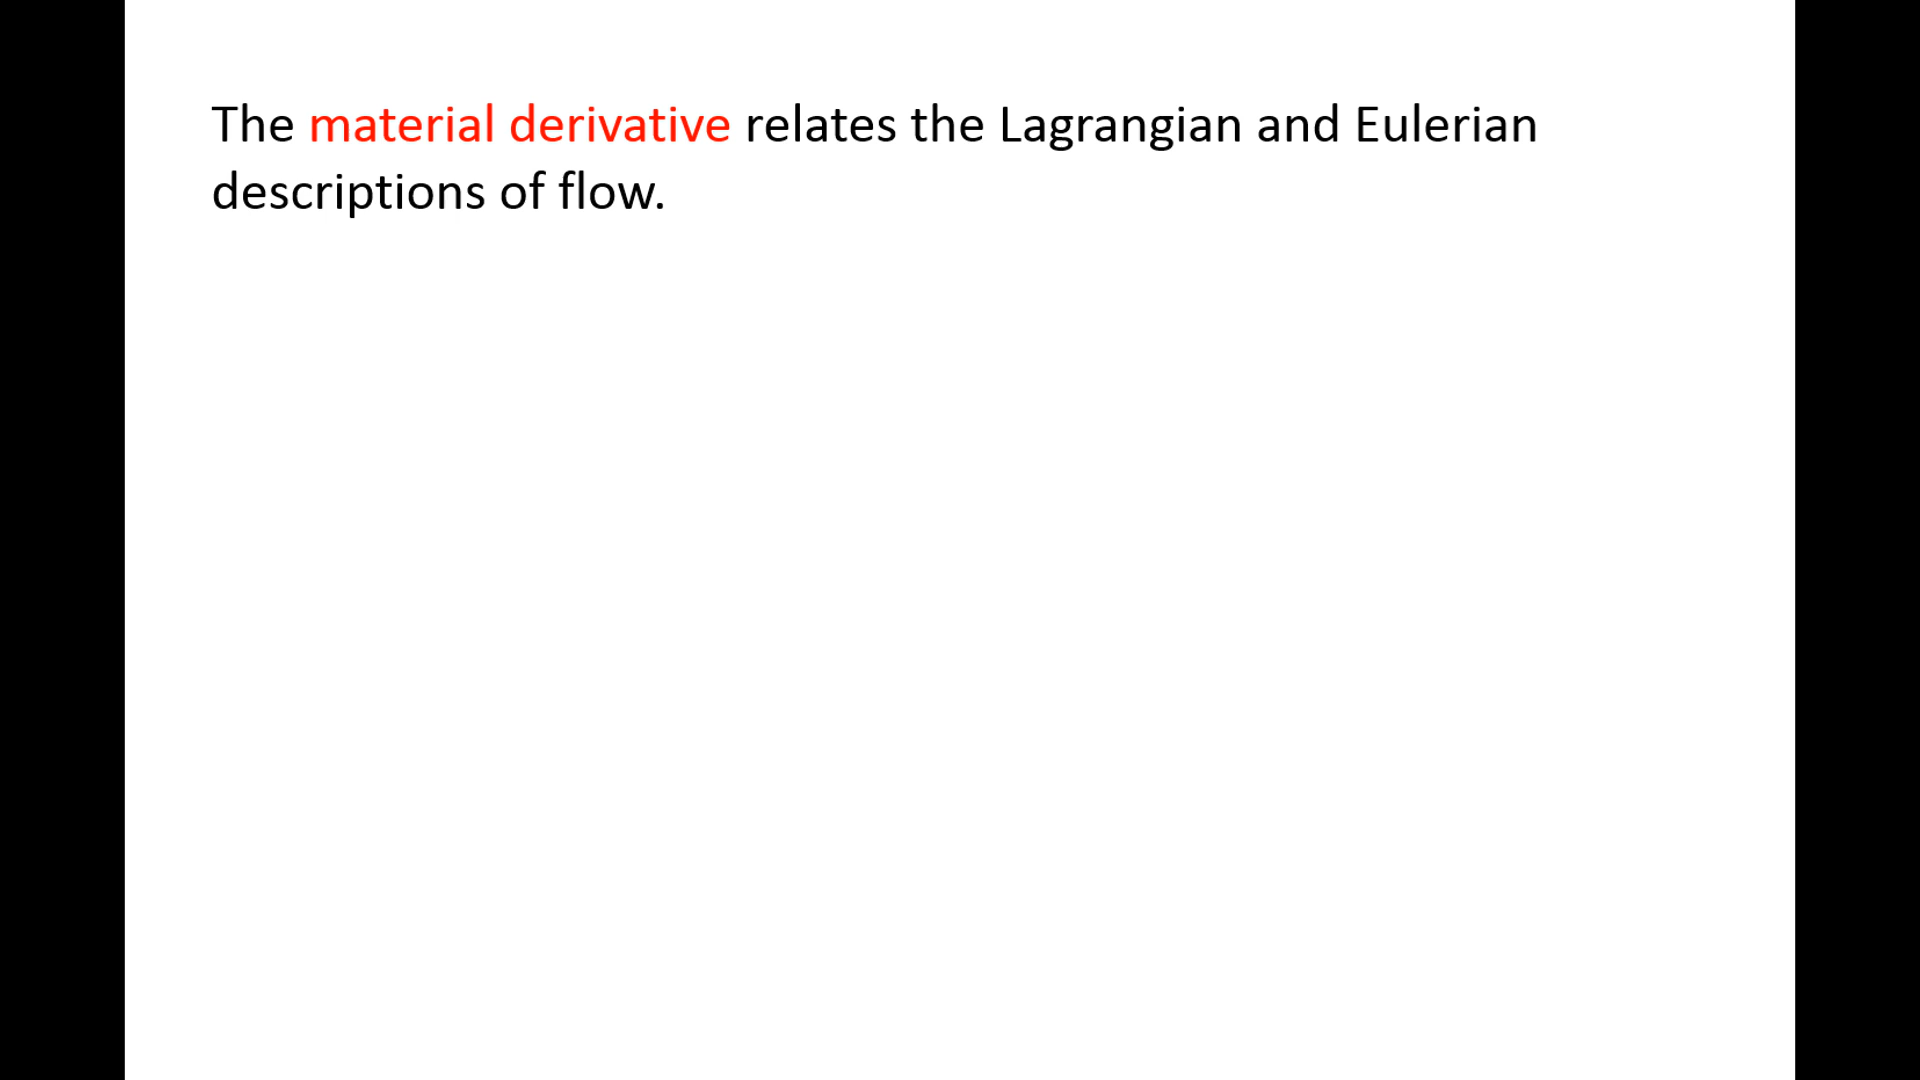 The material derivative relates the Lagrangian and Eulerian
descriptions of flow.